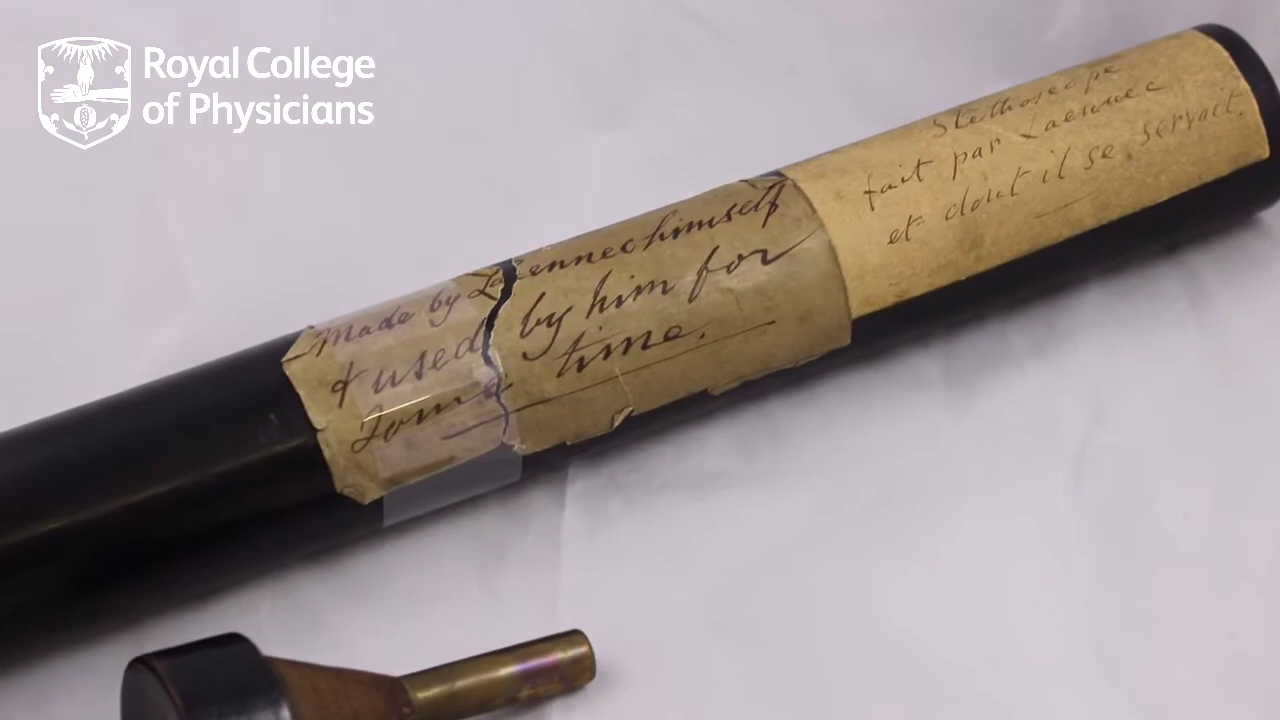 Royal College
of Physicians
Made by Laennec himself
& used by him for
Some time.
Stethoscope
fait par Laennec
et dont il se servait.